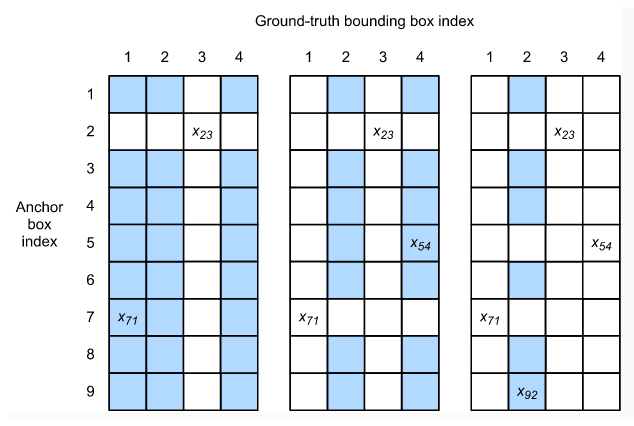 Ground-truth bounding box index
1 2 3 4 1 2 3 4 1 2 3 4
1
2 x23 x23 x23
3
4
Anchor
box
index
5 x54 x54
6
7 x71 x71 x71
8
9 x92